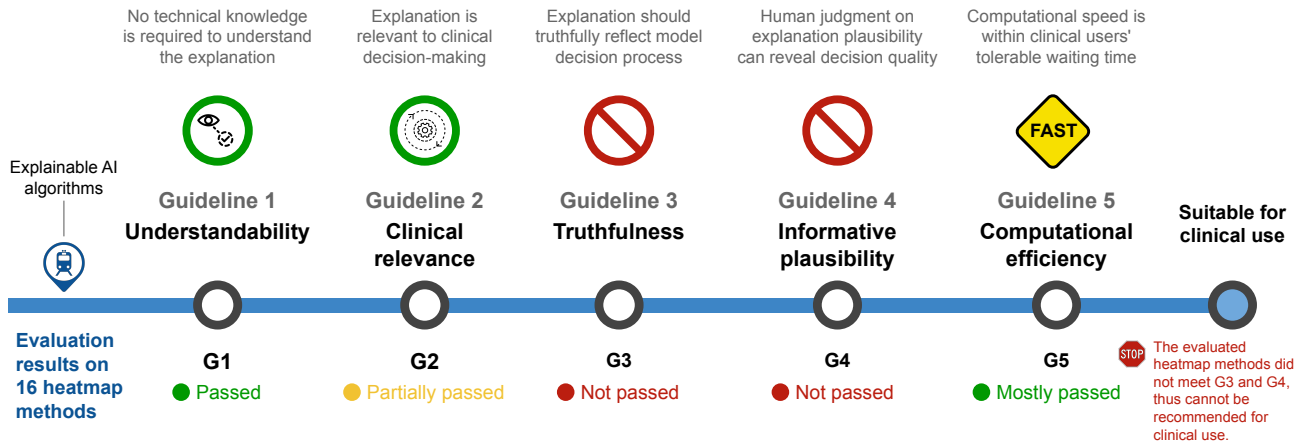 No technical knowledge
is required to understand
the explanation
Explanation is
relevant to clinical
decision-making
Explanation should
truthfully reflect model
decision process
Human judgment on
explanation plausibility
can reveal decision quality
Computational speed is
within clinical users'
tolerable waiting time
FAST
Explainable AI
algorithms
Guideline 1
Understandability
Guideline 2
Clinical
relevance
Guideline 3
Truthfulness
Guideline 4
Informative
plausibility
Guideline 5
Computational
efficiency
Suitable for
clinical use
Evaluation
results on
16 heatmap
methods
G1
Passed
G2
Partially passed
G3
Not passed
G4
Not passed
G5
Mostly passed
STOP
The evaluated
heatmap methods did
not meet G3 and G4,
thus cannot be
recommended for
clinical use.